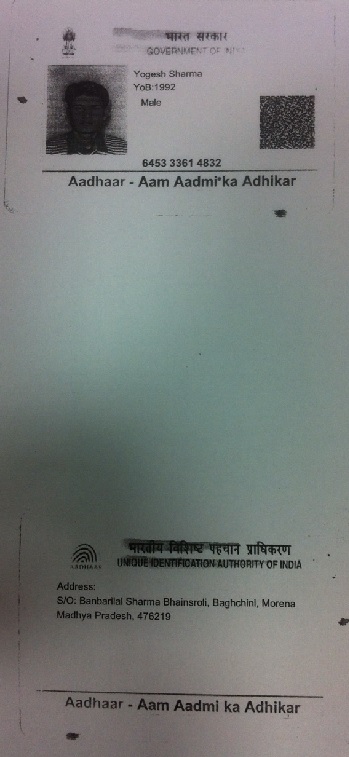 भारत सरकार
GOVERNMENT OF INDIA
Yogesh Sharma
YoB:1992
Male
6453 3361 4832
Aadhaar - Aam Aadmi ka Adhikar
भारतीय विशिष्ट पहचान प्राधिकरण
UNIQUE IDENTIFICATION AUTHORITY OF INDIA
Address:
S/O: Banbarilal Sharma Bhainsroli, Baghchini, Morena
Madhya Pradesh, 476219
Aadhaar - Aam Aadmi ka Adhikar